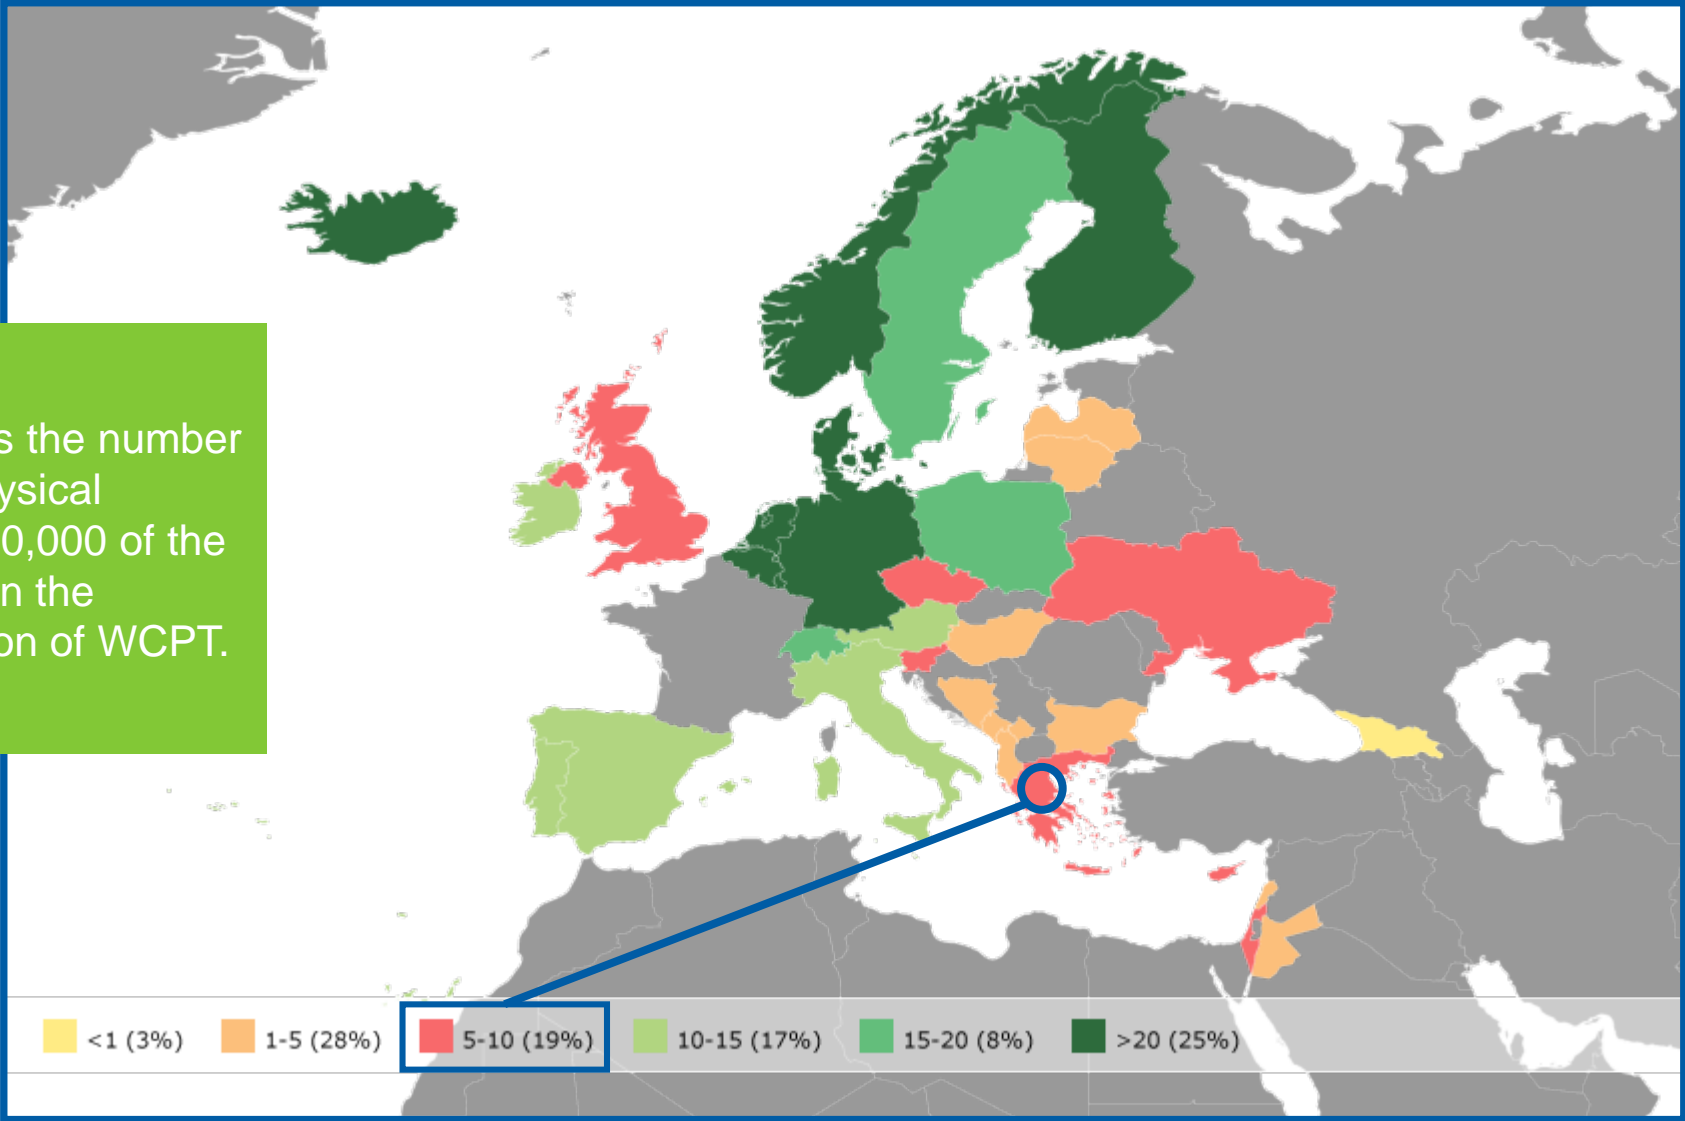 s the number
ysical
0,000 of the
n the
on of WCPT.
<1 (3%) 1-5 (28%) 5-10 (19%) 10-15 (17%) 15-20 (8%) >20 (25%)